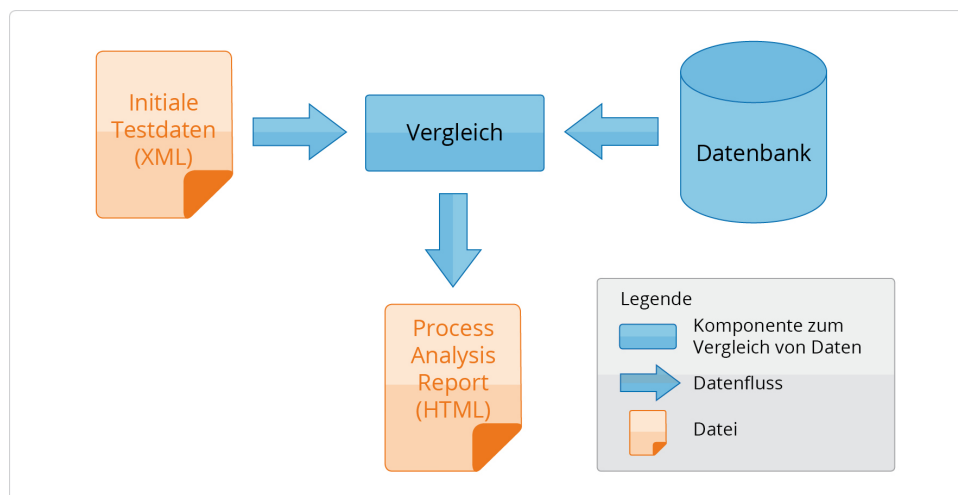 Initiale
Testdaten
(XML)
Vergleich
Datenbank
Process
Analysis
Report
(HTML)
Legende
Komponente zum
Vergleich von Daten
Datenfluss
Datei